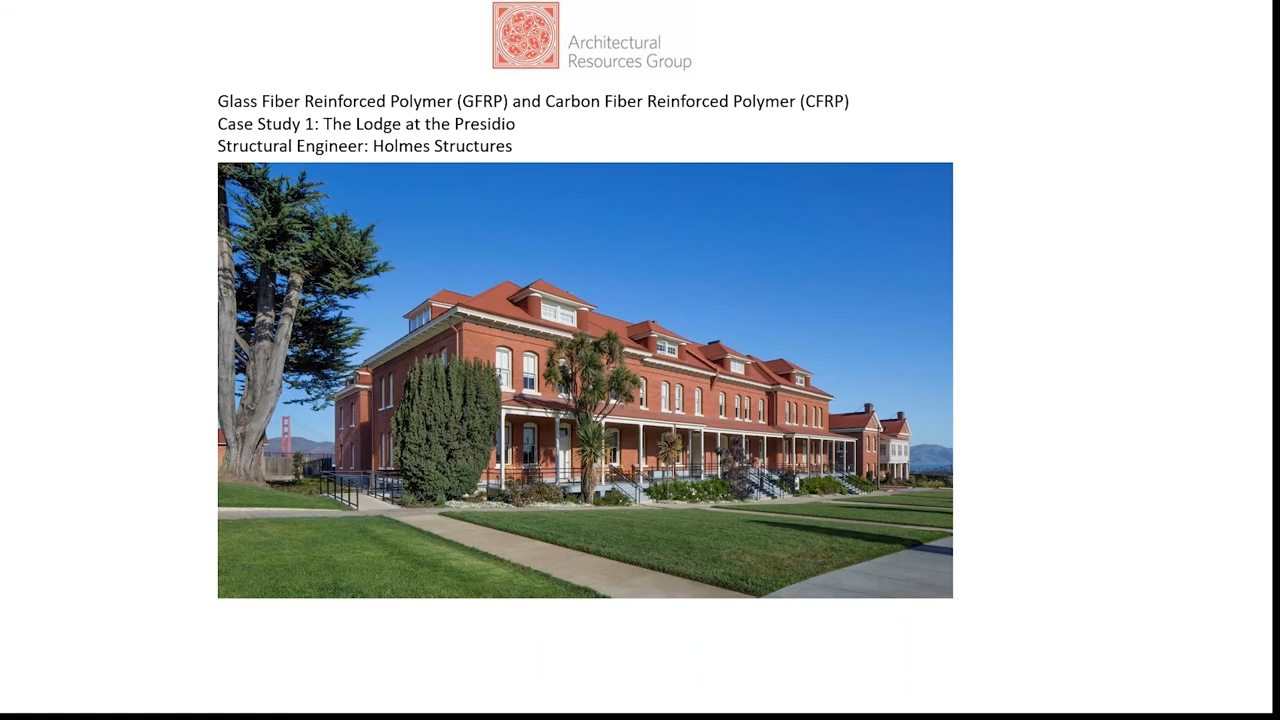 Architectural
Resources Group
Glass Fiber Reinforced Polymer (GFRP) and Carbon Fiber Reinforced Polymer (CFRP)
Case Study 1: The Lodge at the Presidio
Structural Engineer: Holmes Structures